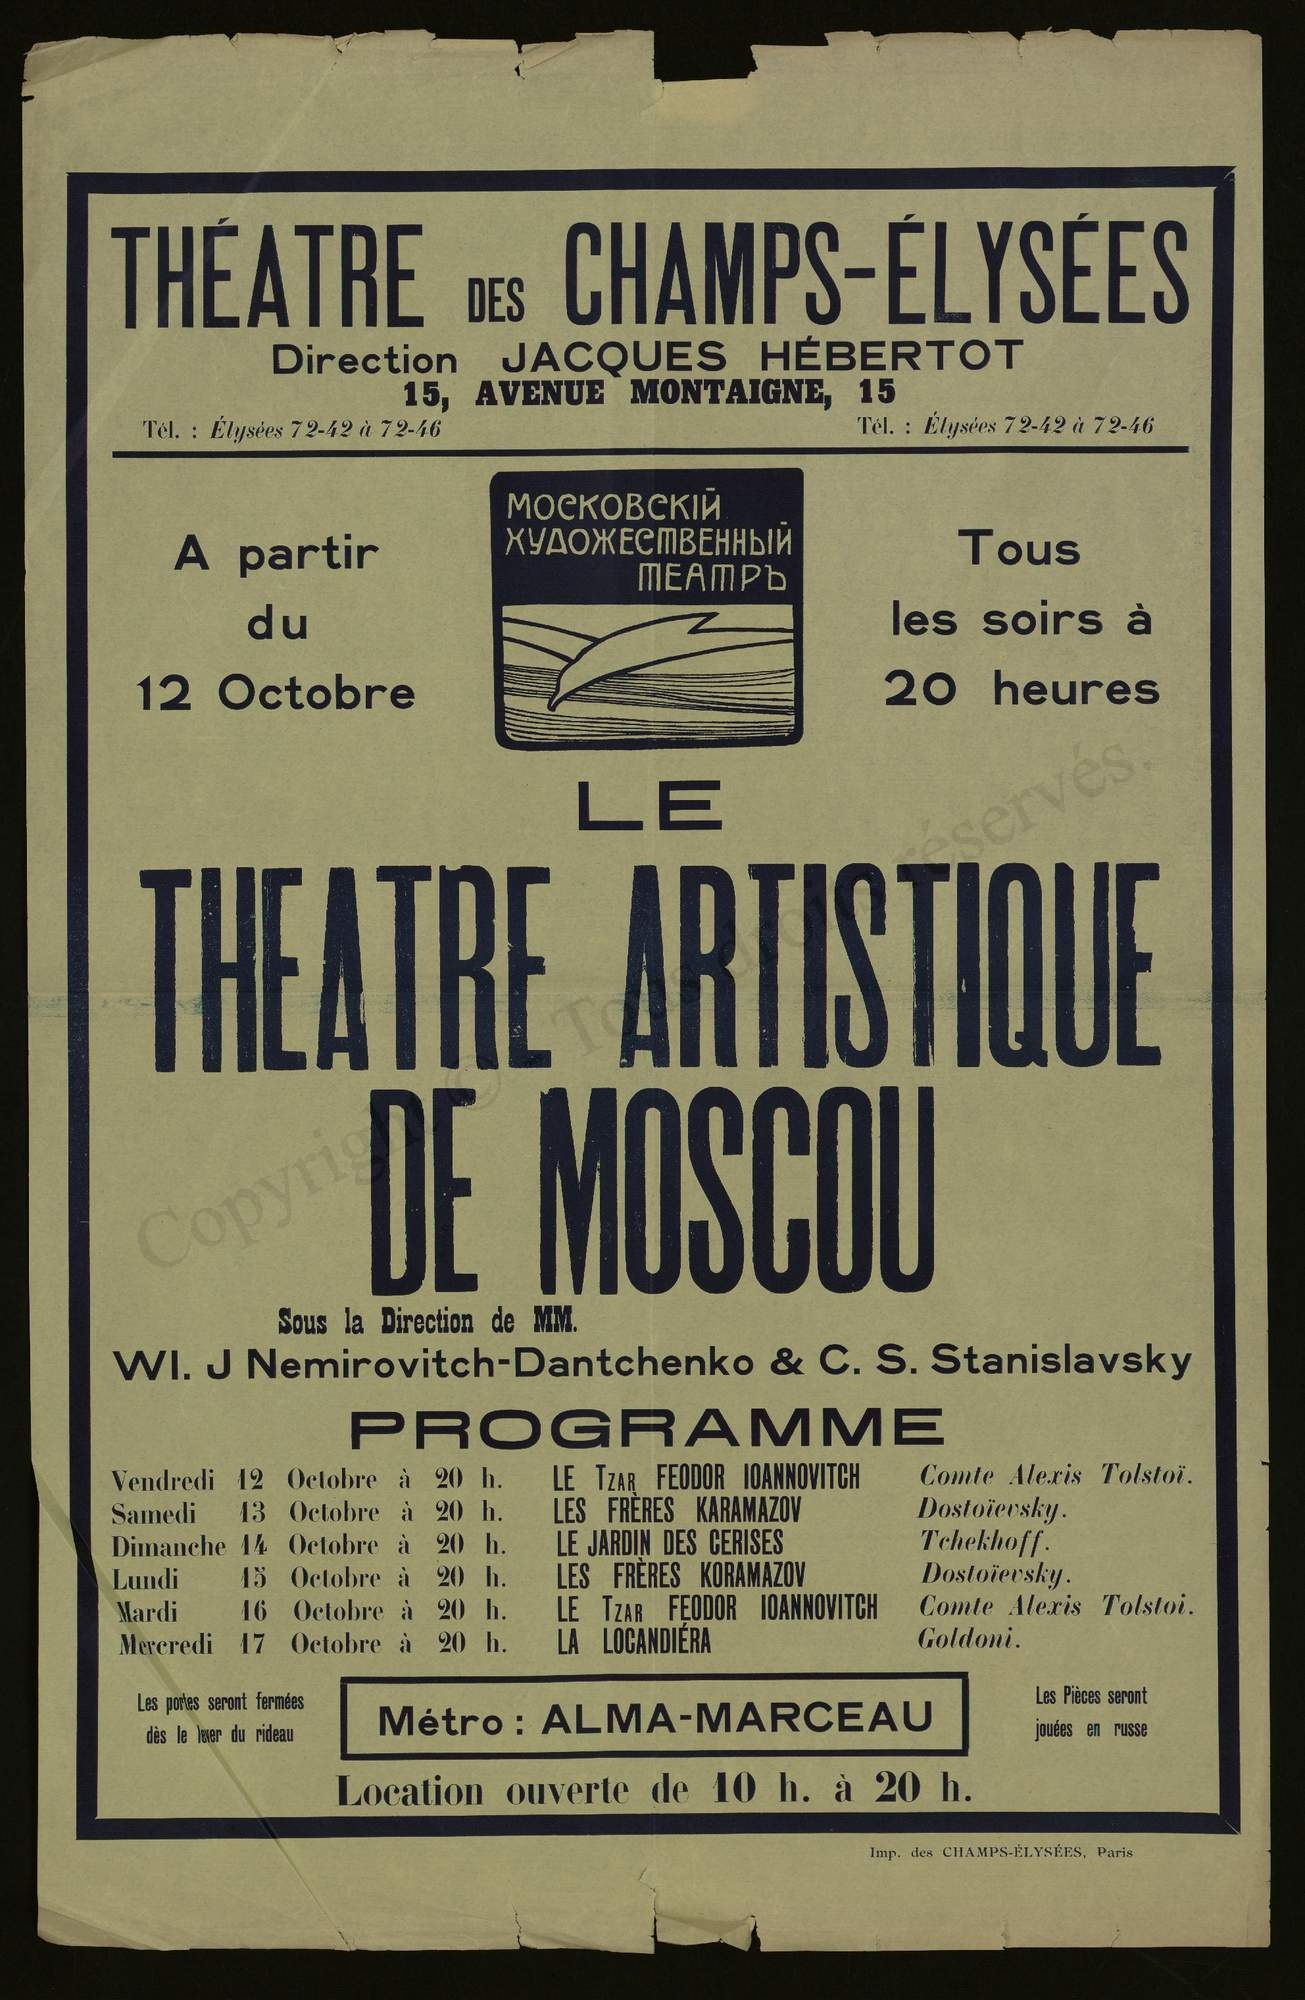 THÉATRE DES CHAMPS-ÉLYSÉES
Direction JACQUES HÉBERTOT
15, AVENUE MONTAIGNE, 15
Tél. : Élysées 72-42 à 72-46
Tél. : Élysées 72-42 à 72-46
A partir
du
12 Octobre
МОСКОВСКІЙ
ХУДОЖЕСТВЕННЫЙ
ТЕАТРЪ
Tous
les soirs à
20 heures
LE
THEATRE ARTISTIQUE
DE MOSCOU
Sous la Direction de MM.
Wl. J Nemirovitch-Dantchenko & C. S. Stanislavsky
PROGRAMME
Vendredi 12 Octobre à 20 h. LE TZAR FEODOR IOANNOVITCH Comte Alexis Tolstoï.
Samedi 13 Octobre à 20 h. LES FRÈRES KARAMAZOV Dostoïevsky.
Dimanche 14 Octobre à 20 h. LE JARDIN DES CERISES Tchekhoff.
Lundi 15 Octobre à 20 h. LES FRÈRES KORAMAZOV Dostoïevsky.
Mardi 16 Octobre à 20 h. LE TZAR FEODOR IOANNOVITCH Comte Alexis Tolstoi.
Mercredi 17 Octobre à 20 h. LA LOCANDIÉRA Goldoni.
Les portes seront fermées
dès le lever du rideau
Métro : ALMA-MARCEAU
Les Pièces seront
jouées en russe
Location ouverte de 10 h. à 20 h.
Imp. des CHAMPS-ÉLYSÉES, Paris
Copyright © - Tous droits réservés.